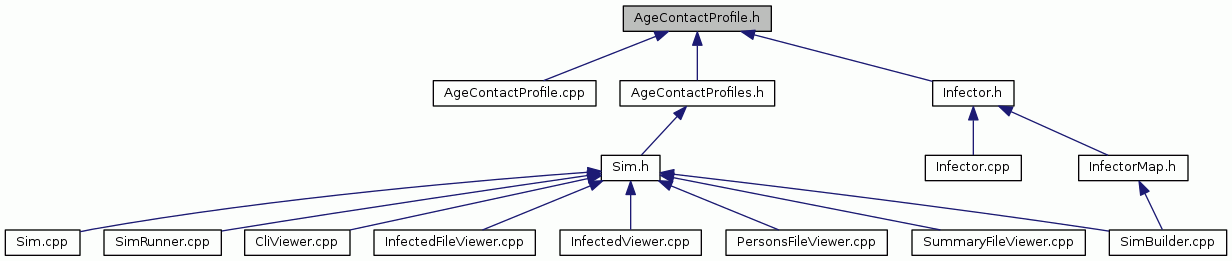 AgeContactProfile.h
AgeContactProfile.cpp
AgeContactProfiles.h
Infector.h
Sim.h
Infector.cpp
InfectorMap.h
Sim.cpp
SimRunner.cpp
CliViewer.cpp
InfectedFileViewer.cpp
InfectedViewer.cpp
PersonsFileViewer.cpp
SummaryFileViewer.cpp
SimBuilder.cpp